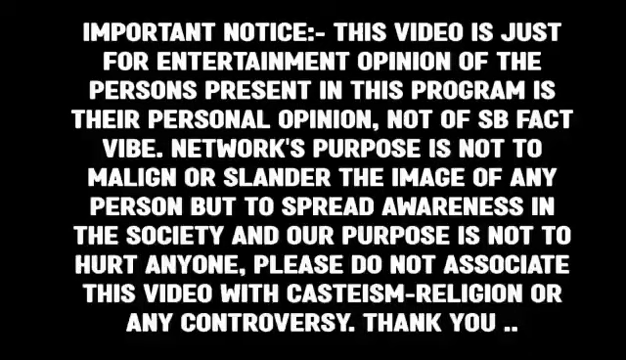 IMPORTANT NOTICE:- THIS VIDEO IS JUST
FOR ENTERTAINMENT OPINION OF THE
PERSONS PRESENT IN THIS PROGRAM IS
THEIR PERSONAL OPINION, NOT OF SB FACT
VIBE. NETWORK'S PURPOSE IS NOT TO
MALIGN OR SLANDER THE IMAGE OF ANY
PERSON BUT TO SPREAD AWARENESS IN
THE SOCIETY AND OUR PURPOSE IS NOT TO
HURT ANYONE, PLEASE DO NOT ASSOCIATE
THIS VIDEO WITH CASTEISM-RELIGION OR
ANY CONTROVERSY. THANK YOU ..